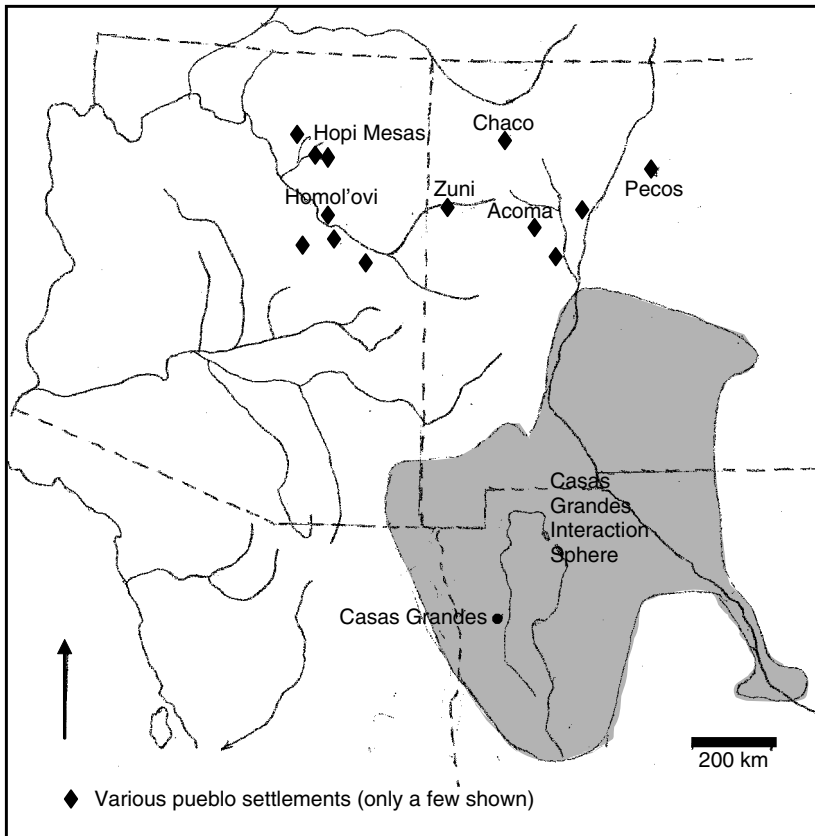 Hopi Mesas
Chaco
Homol'ovi
Zuni
Acoma
Pecos
Casas
Grandes
Interaction
Sphere
Casas Grandes
200 km
Various pueblo settlements (only a few shown)